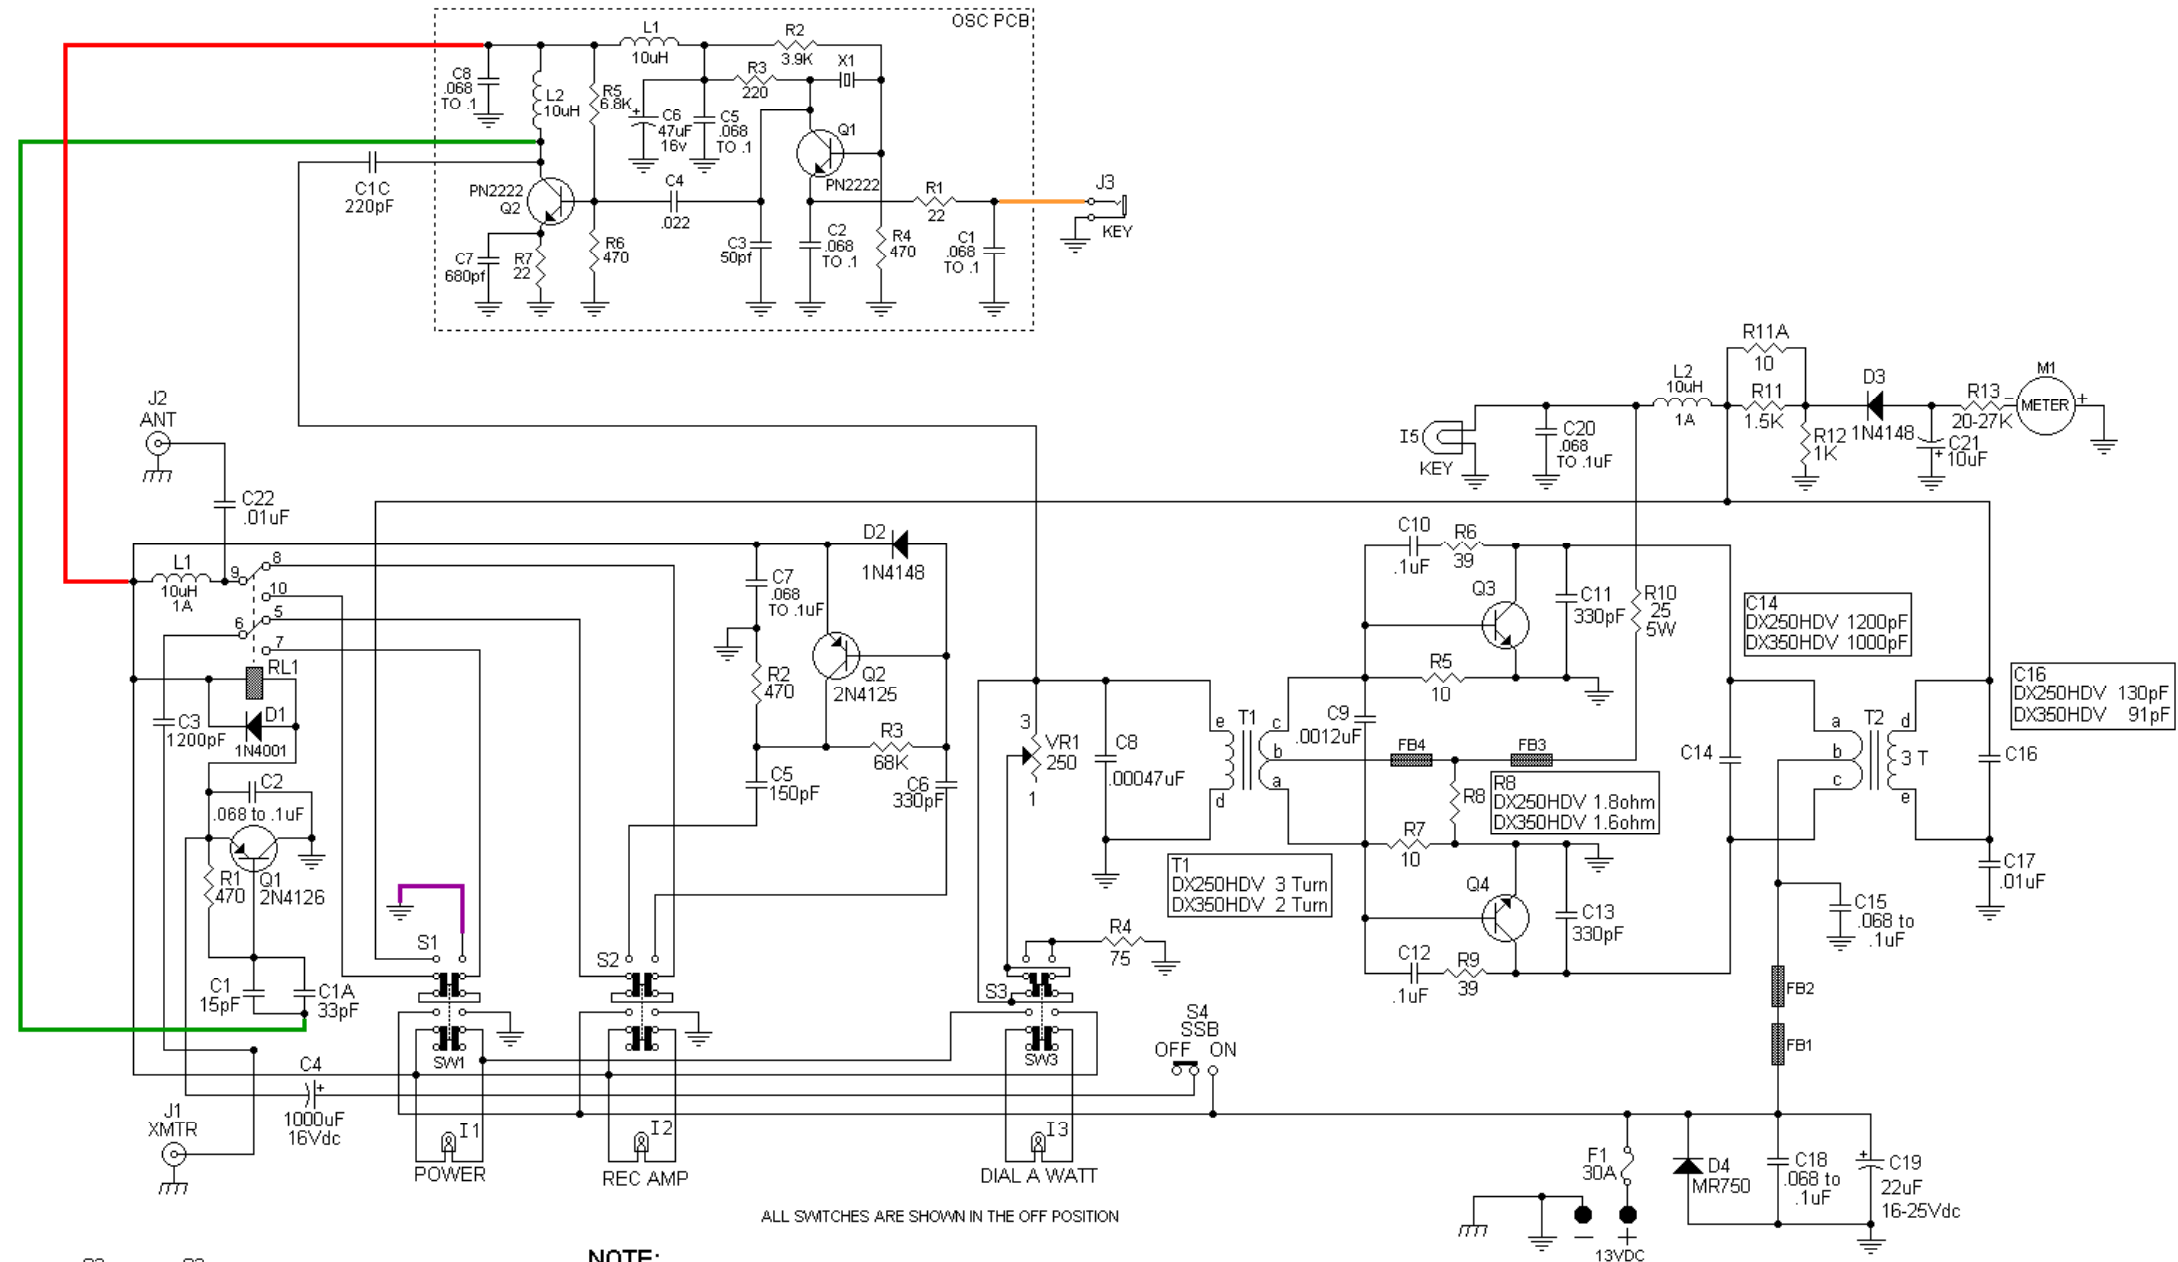 OSC PCB
L1
10uH
R2
3.9K
C8
.068
TO .1
L2
10uH
R5
6.8K
R3
220
X1
C6
47uF
16v
+
C5
.068
TO .1
Q1
PN2222
C1C
220pF
PN2222
Q2
C4
.022
R1
22
J3
KEY
C7
680pf
R7
22
R6
470
C3
50pf
C2
.068
TO .1
R4
470
C1
.068
TO .1
J2
ANT
C22
.01uF
R11A
10
L2
10uH
1A
R11
1.5K
D3
1N4148
R13
20-27K
M1
METER
-
+
I5
KEY
C20
.068
TO .1uF
R12
1K
C21
10uF
+
L1
10uH
1A
9
8
10
5
6
7
RL1
D1
1N4001
C3
1200pF
C2
.068 to .1uF
R1
470
Q1
2N4126
C1
15pF
C1A
33pF
D2
1N4148
C7
.068
TO .1uF
R2
470
Q2
2N4125
R3
68K
C5
150pF
C6
330pF
3
VR1
250
1
C8
.00047uF
e
T1
c
b
d
a
C10
.1uF
R6
39
Q3
C11
330pF
R10
25
5W
R5
10
C9
.0012uF
FB4
FB3
R8
R8
DX250HDV 1.8ohm
DX350HDV 1.6ohm
R7
10
T1
DX250HDV 3 Turn
DX350HDV 2 Turn
Q4
C13
330pF
C12
.1uF
R9
39
C14
DX250HDV 1200pF
DX350HDV 1000pF
C16
DX250HDV 130pF
DX350HDV 91pF
C14
a
T2
d
b
3 T
c
e
C16
C17
.01uF
C15
.068 to
.1uF
FB2
FB1
S1
S2
S3
R4
75
SW1
SW3
S4
SSB
OFF ON
C4
+
1000uF
16Vdc
J1
XMTR
I1
POWER
I2
REC AMP
I3
DIAL A WATT
F1
30A
D4
MR750
C18
.068 to
.1uF
+
C19
22uF
16-25Vdc
− +
13VDC
ALL SWITCHES ARE SHOWN IN THE OFF POSITION
NOTE: